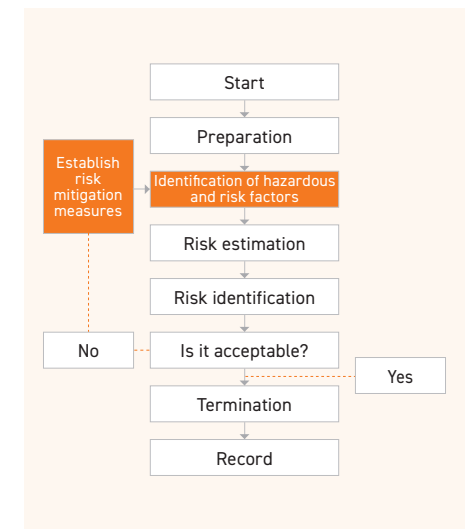 Start
Preparation
Establish
risk
mitigation
measures
Identification of hazardous
and risk factors
Risk estimation
Risk identification
No
Is it acceptable?
Yes
Termination
Record